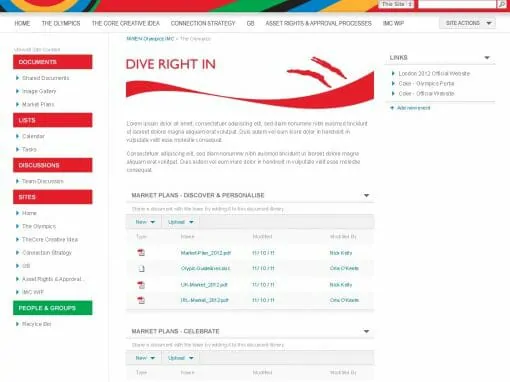 This Site
HOME THE OLYMPICS THE CORE CREATIVE IDEA CONNECTION STRATEGY GB ASSET RIGHTS & APPROVAL PROCESSES IMC WIP SITE ACTIONS
NWEN Olympics IMC > The Olympics
View All Site Content
DOCUMENTS
Shared Documents
Image Gallery
Market Plans
LISTS
Calendar
Tasks
DISCUSSIONS
Team Discussion
SITES
Home
The Olympics
TheCore Creative Idea
Connection Strategy
GB
Asset Rights & Approval...
IMC WIP
PEOPLE & GROUPS
Recycle Bin
DIVE RIGHT IN
Lorem ipsum dolor sit amet, consectetuer adipiscing elit, sed diam nonummy nibh euismod tincidunt
ut laoreet dolore magna aliquam erat volutpat. Duis autem vel eum iriure dolor in hendrerit in
vulputate velit esse molestie consequat.
Consectetuer adipiscing elit, sed diam nonummy nibh euismod tincidunt ut laoreet dolore magna
aliquam erat volutpat. Duis autem vel eum iriure dolor in hendrerit in vulputate velit esse molestie
consequat
MARKET PLANS - DISCOVER & PERSONALISE
Share a document with the team by adding it to this document library.
New Upload
Type Name Modified Modified By
Market-Plan_2012.pdf 11/ 10 / 11 Nick Kelly
Olypic-Guidelines.doc 11/ 10 / 11 Orla O'Keefe
UK-Market_2012.pdf 11/ 10 / 11 Nick Kelly
IRL-Market_2012.pdf 11/ 10 / 11 Orla O'Keefe
MARKET PLANS - CELEBRATE
Share a document with the team by adding it to this document library.
New Upload
Type Name Modified Modified By
LINKS
London 2012 Official Website
Coke - Olympics Portal
Coke - Official Website
Add new event